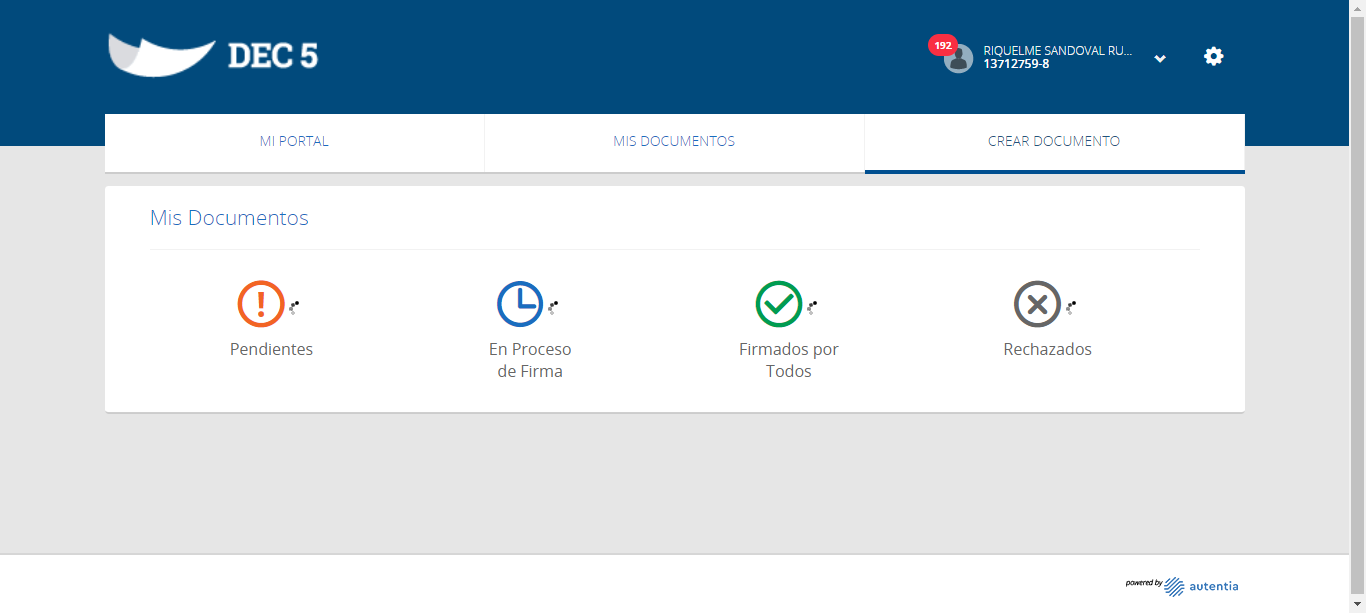 DEC 5
192
RIQUELME SANDOVAL RU...
13712759-8
MI PORTAL
MIS DOCUMENTOS
CREAR DOCUMENTO
Mis Documentos
Pendientes
En Proceso
de Firma
Firmados por
Todos
Rechazados
powered by
autentia